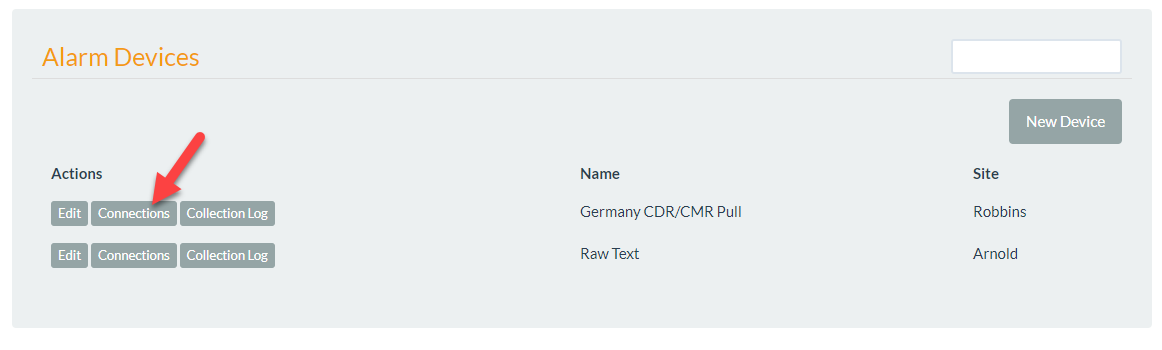 Alarm Devices
New Device
Actions Name Site
Edit Connections Collection Log Germany CDR/CMR Pull Robbins
Edit Connections Collection Log Raw Text Arnold